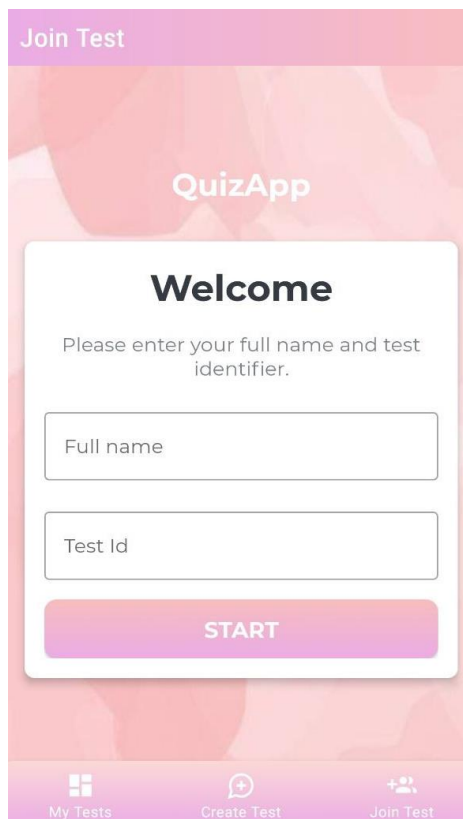 Join Test
QuizApp
Welcome
Please enter your full name and test
identifier.
Full name
Test Id
START
My Tests
Create Test
Join Test